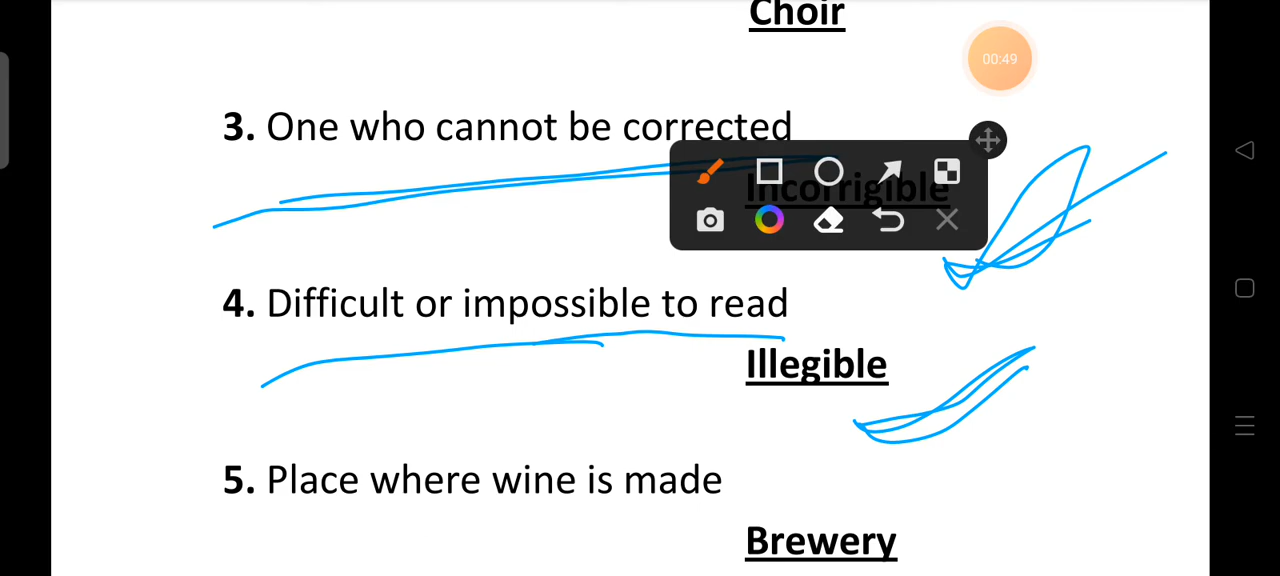 Choir
00:49
3. One who cannot be corrected
Incorrigible
4. Difficult or impossible to read
Illegible
5. Place where wine is made
Brewery